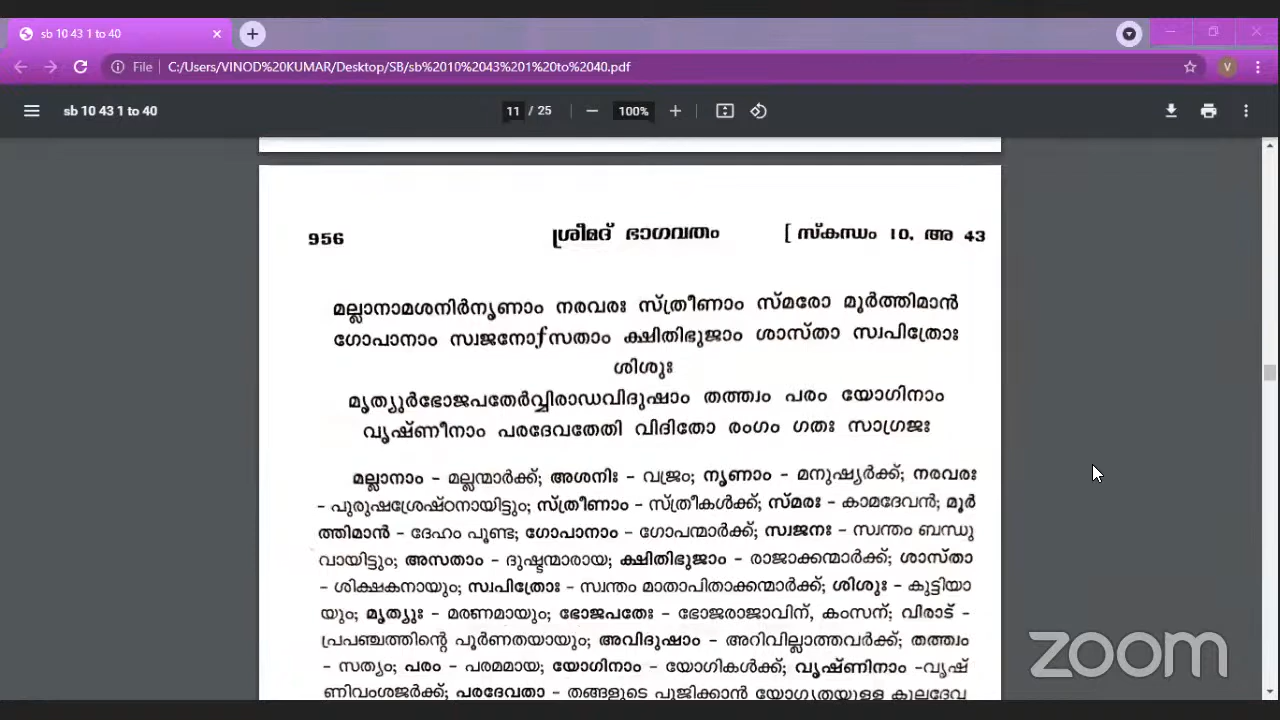 sb 10 43 1 to 40
File C:/Users/VINOD%20KUMAR/Desktop/SB/sb%2010%2043%201%20to%2040.pdf
V
sb 10 43 1 to 40 11 / 25 100%
956 ശ്രീമദ് ഭാഗവതം [ സ്കന്ധം 10, അ 43
മല്ലാനാമശനിർനൃണാം നരവരഃ സ്ത്രീണാം സ്മരോ മൂർത്തിമാൻ
ഗോപാനാം സ്വജനോƒസതാം ക്ഷിതിഭുജാം ശാസ്താ സ്വപിത്രോഃ
ശിശുഃ
മൃത്യുർഭോജപതേർവ്വിരാഡവിദുഷാം തത്ത്വം പരം യോഗിനാം
വൃഷ്ണീനാം പരദേവതേതി വിദിതോ രംഗം ഗതഃ സാഗ്രജഃ
മല്ലാനാം – മല്ലന്മാർക്ക്; അശനിഃ – വജ്രം; നൃണാം – മനുഷ്യർക്ക്; നരവരഃ
– പുരുഷശ്രേഷ്ഠനായിട്ടും; സ്ത്രീണാം – സ്ത്രീകൾക്ക്; സ്മരഃ – കാമദേവൻ; മൂർ
ത്തിമാൻ – ദേഹം പൂണ്ട; ഗോപാനാം – ഗോപന്മാർക്ക്; സ്വജനഃ – സ്വന്തം ബന്ധു
വായിട്ടും; അസതാം – ദുഷ്ടന്മാരായ; ക്ഷിതിഭുജാം – രാജാക്കന്മാർക്ക്; ശാസ്താ
– ശിക്ഷകനായും; സ്വപിത്രോഃ – സ്വന്തം മാതാപിതാക്കന്മാർക്ക്; ശിശുഃ – കുട്ടിയാ
യും; മൃത്യുഃ – മരണമായും; ഭോജപതേഃ – ഭോജരാജാവിന്, കംസന്; വിരാട് –
പ്രപഞ്ചത്തിന്റെ പൂർണതയായും; അവിദുഷാം – അറിവില്ലാത്തവർക്ക്; തത്ത്വം
– സത്യം; പരം – പരമമായ; യോഗിനാം – യോഗികൾക്ക്; വൃഷ്ണിനാം –വൃഷ്
ണിവംശജർക്ക്; പരദേവതാ – തങ്ങളുടെ പൂജിക്കാൻ യോഗ്യതയുള്ള കുലദേവ
zoom